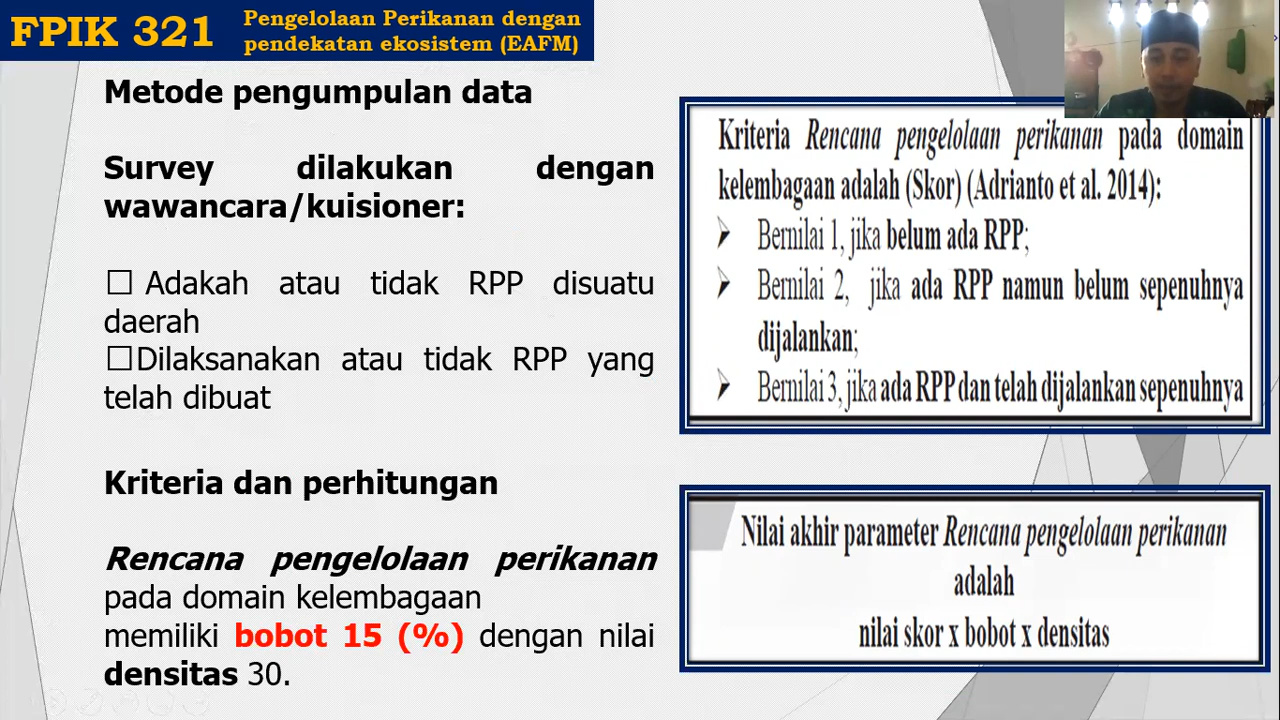 FPIK 321
Pengelolaan Perikanan dengan
pendekatan ekosistem (EAFM)
Metode pengumpulan data
Survey dilakukan dengan
wawancara/kuisioner:
☐ Adakah atau tidak RPP disuatu
daerah
☐Dilaksanakan atau tidak RPP yang
telah dibuat
Kriteria dan perhitungan
Rencana pengelolaan perikanan
pada domain kelembagaan
memiliki bobot 15 (%) dengan nilai
densitas 30.
Kriteria Rencana pengelolaan perikanan pada domain
kelembagaan adalah (Skor) (Adrianto et al. 2014):
➢ Bernilai 1, jika belum ada RPP;
➢ Bernilai 2, jika ada RPP namun belum sepenuhnya
dijalankan;
➢ Bernilai 3, jika ada RPP dan telah dijalankan sepenuhnya
Nilai akhir parameter Rencana pengelolaan perikanan
adalah
nilai skor x bobot x densitas